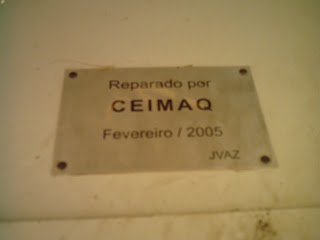 Reparado por
CEIMAQ
Fevereiro / 2005
JVAZ